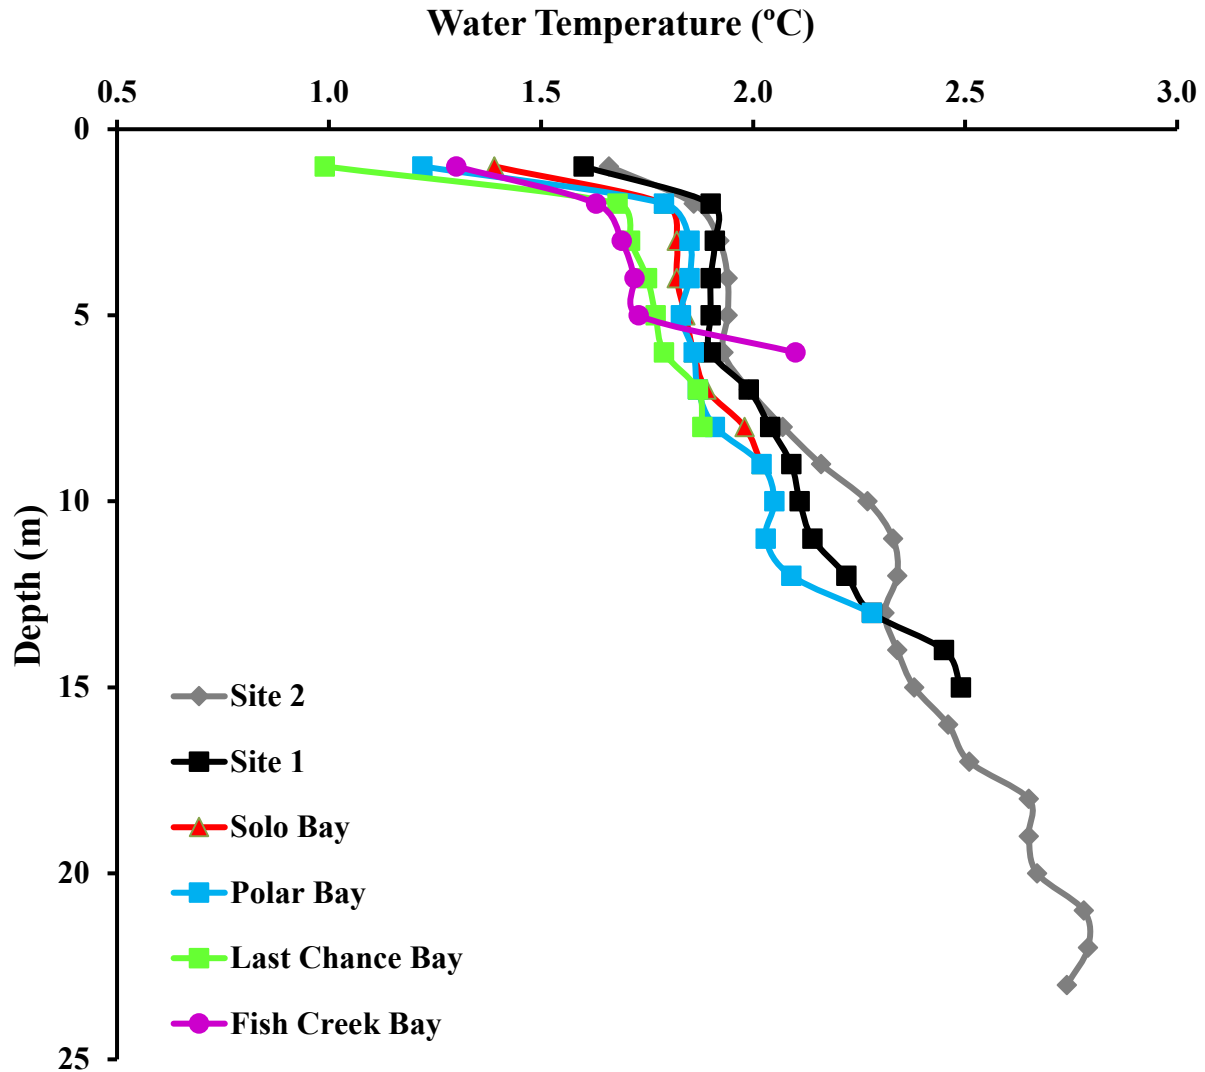 Water Temperature (ºC)
0.5 1.0 1.5 2.0 2.5 3.0
0
5
10
15
20
25
Depth (m)
Site 2
Site 1
Solo Bay
Polar Bay
Last Chance Bay
Fish Creek Bay